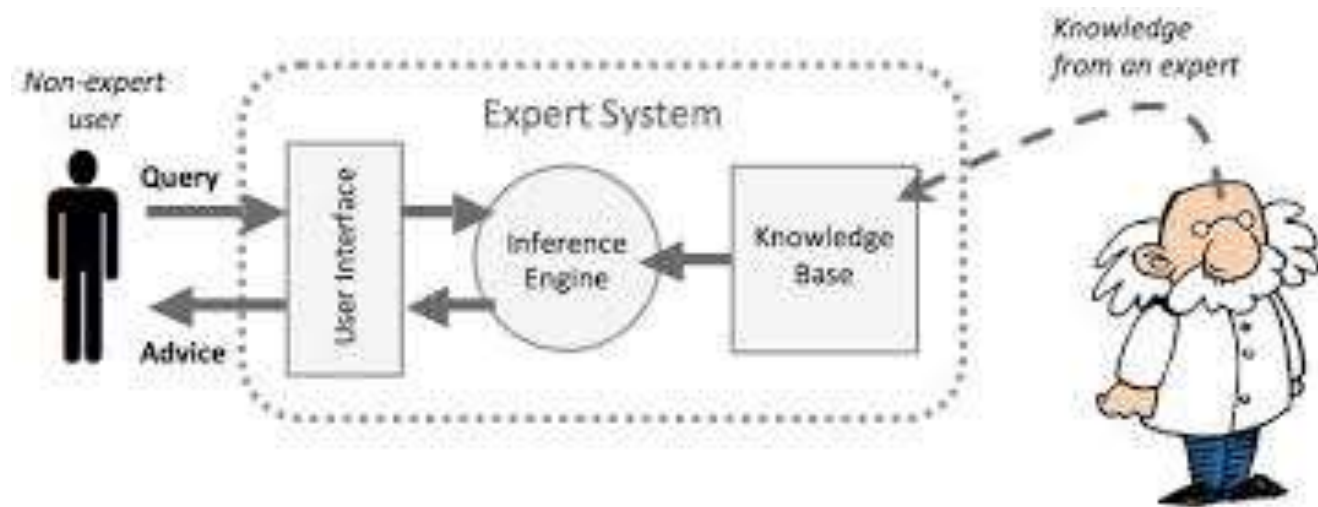 Non-expert
user
Query
Advice
Expert System
User Interface
Inference
Engine
Knowledge
Base
Knowledge
from an expert